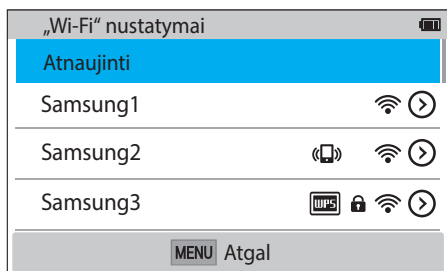 „Wi-Fi“ nustatymai
Atnaujinti
Samsung1
Samsung2
Samsung3 WPS
MENU Atgal